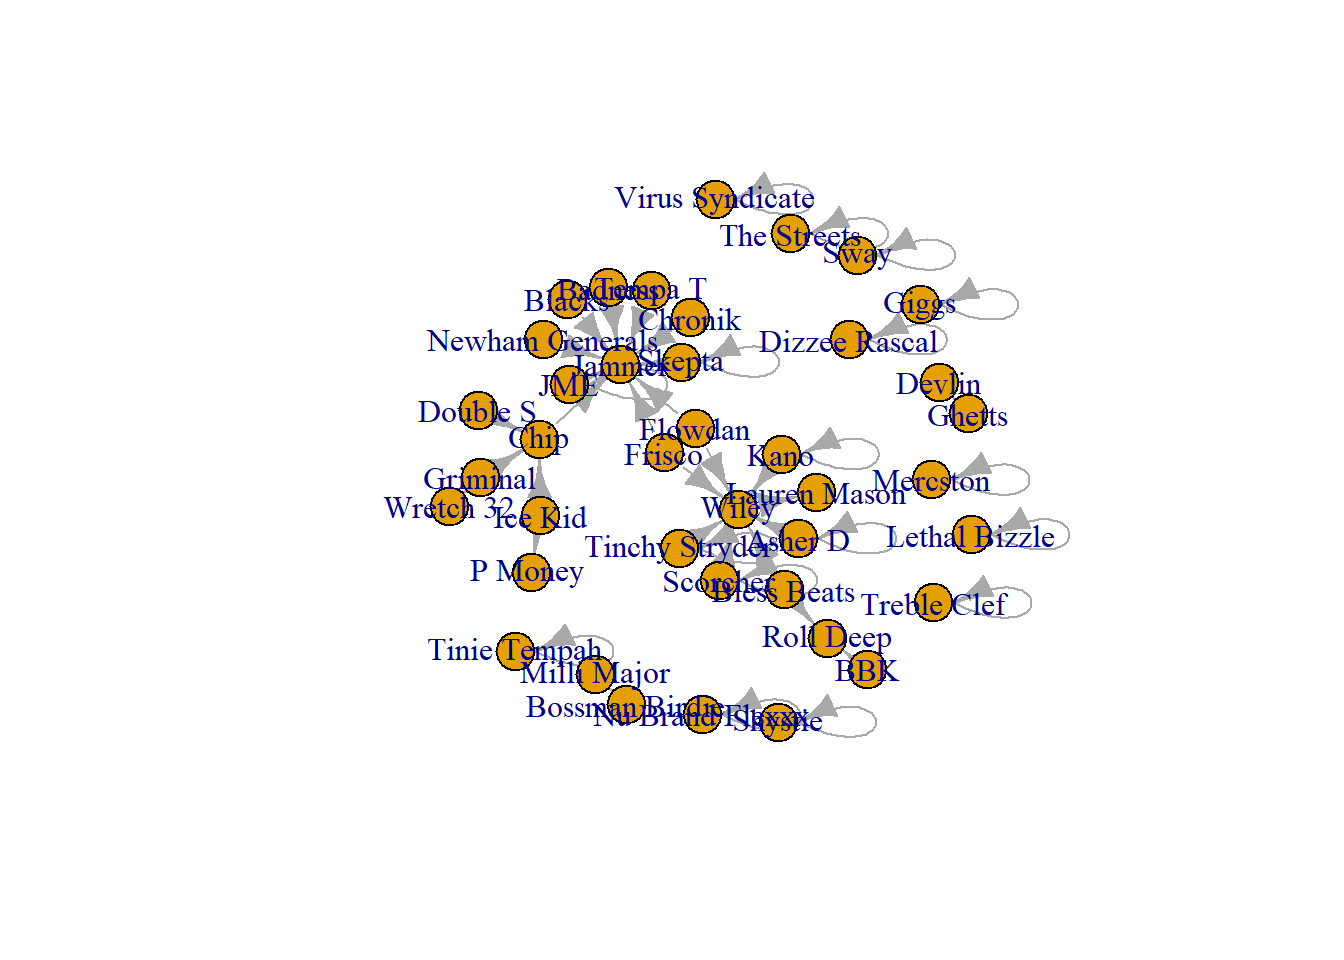 Virus Syndicate
The Streets
Sway
Badness
Tempa T
Blacks
Giggs
Chronik
Newham Generals
Dizzee Rascal
Jammer
Skepta
JME
Devlin
Double S
Ghetts
Flowdan
Chip
Frisco
Kano
Griminal
Mercston
Lauren Mason
Wretch 32
Wiley
Ice Kid
Lethal Bizzle
Asher D
Tinchy Stryder
P Money
Scorcher
Bless Beats
Treble Clef
Roll Deep
Tinie Tempah
BBK
Milli Major
Bossman Birdie
Nu Brand Flexxx
Shystie